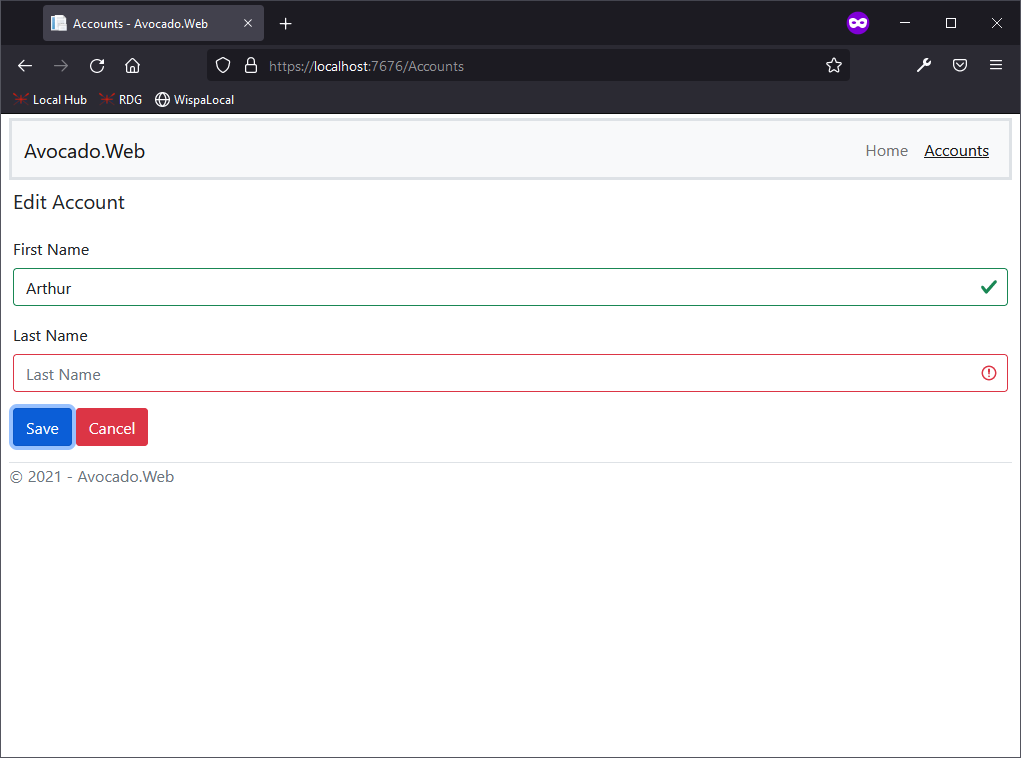 Accounts - Avocado.Web
https://localhost:7676/Accounts
Local Hub RDG WispaLocal
Avocado.Web Home Accounts
Edit Account
First Name
Arthur
Last Name
Last Name
Save Cancel
© 2021 - Avocado.Web